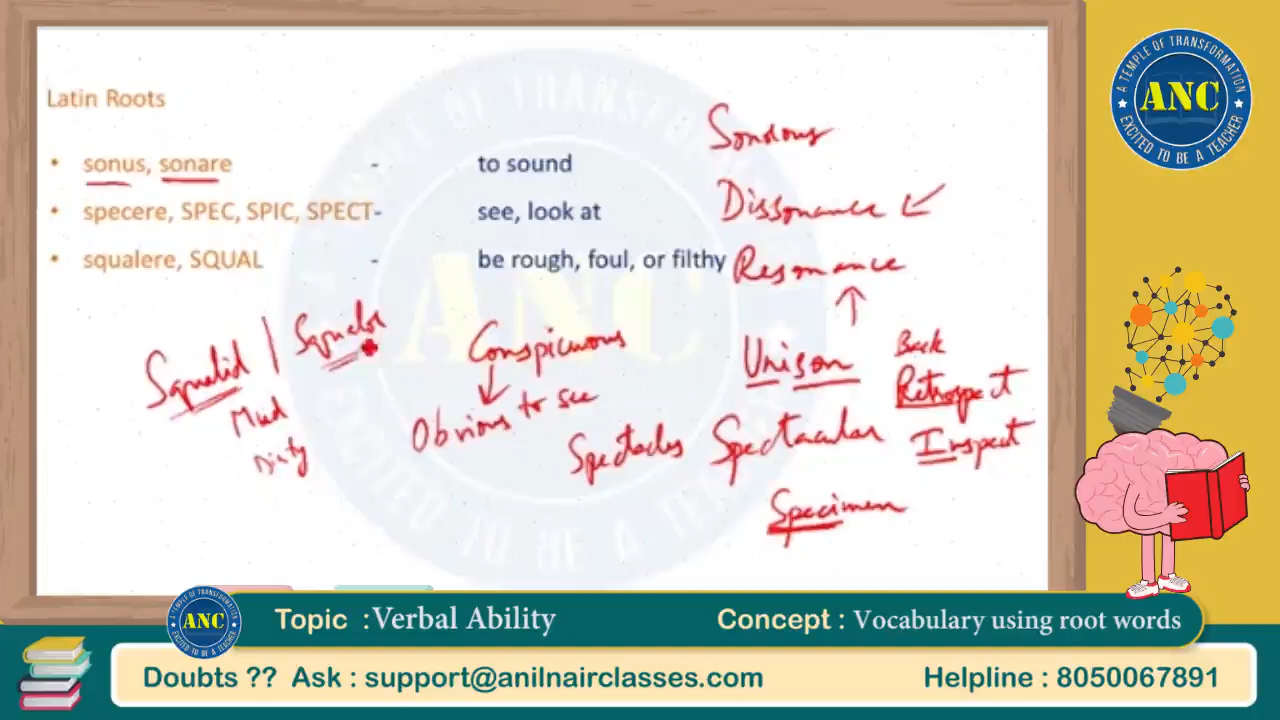 Latin Roots
• sonus, sonare - to sound
• specere, SPEC, SPIC, SPECT- see, look at
• squalere, SQUAL - be rough, foul, or filthy
Dissonance
Resonance
Unison
Back
Retrospect
Inspect
Conspicuous
Obvious to see
Spectacles Spectacular
Specimen
Squalid | Squalor
Mud
Dirty
A TEMPLE OF TRANSFORMATION
ANC
EXCITED TO BE A TEACHER
ANC
Topic : Verbal Ability
Concept : Vocabulary using root words
Doubts ?? Ask : support@anilnairclasses.com
Helpline : 8050067891